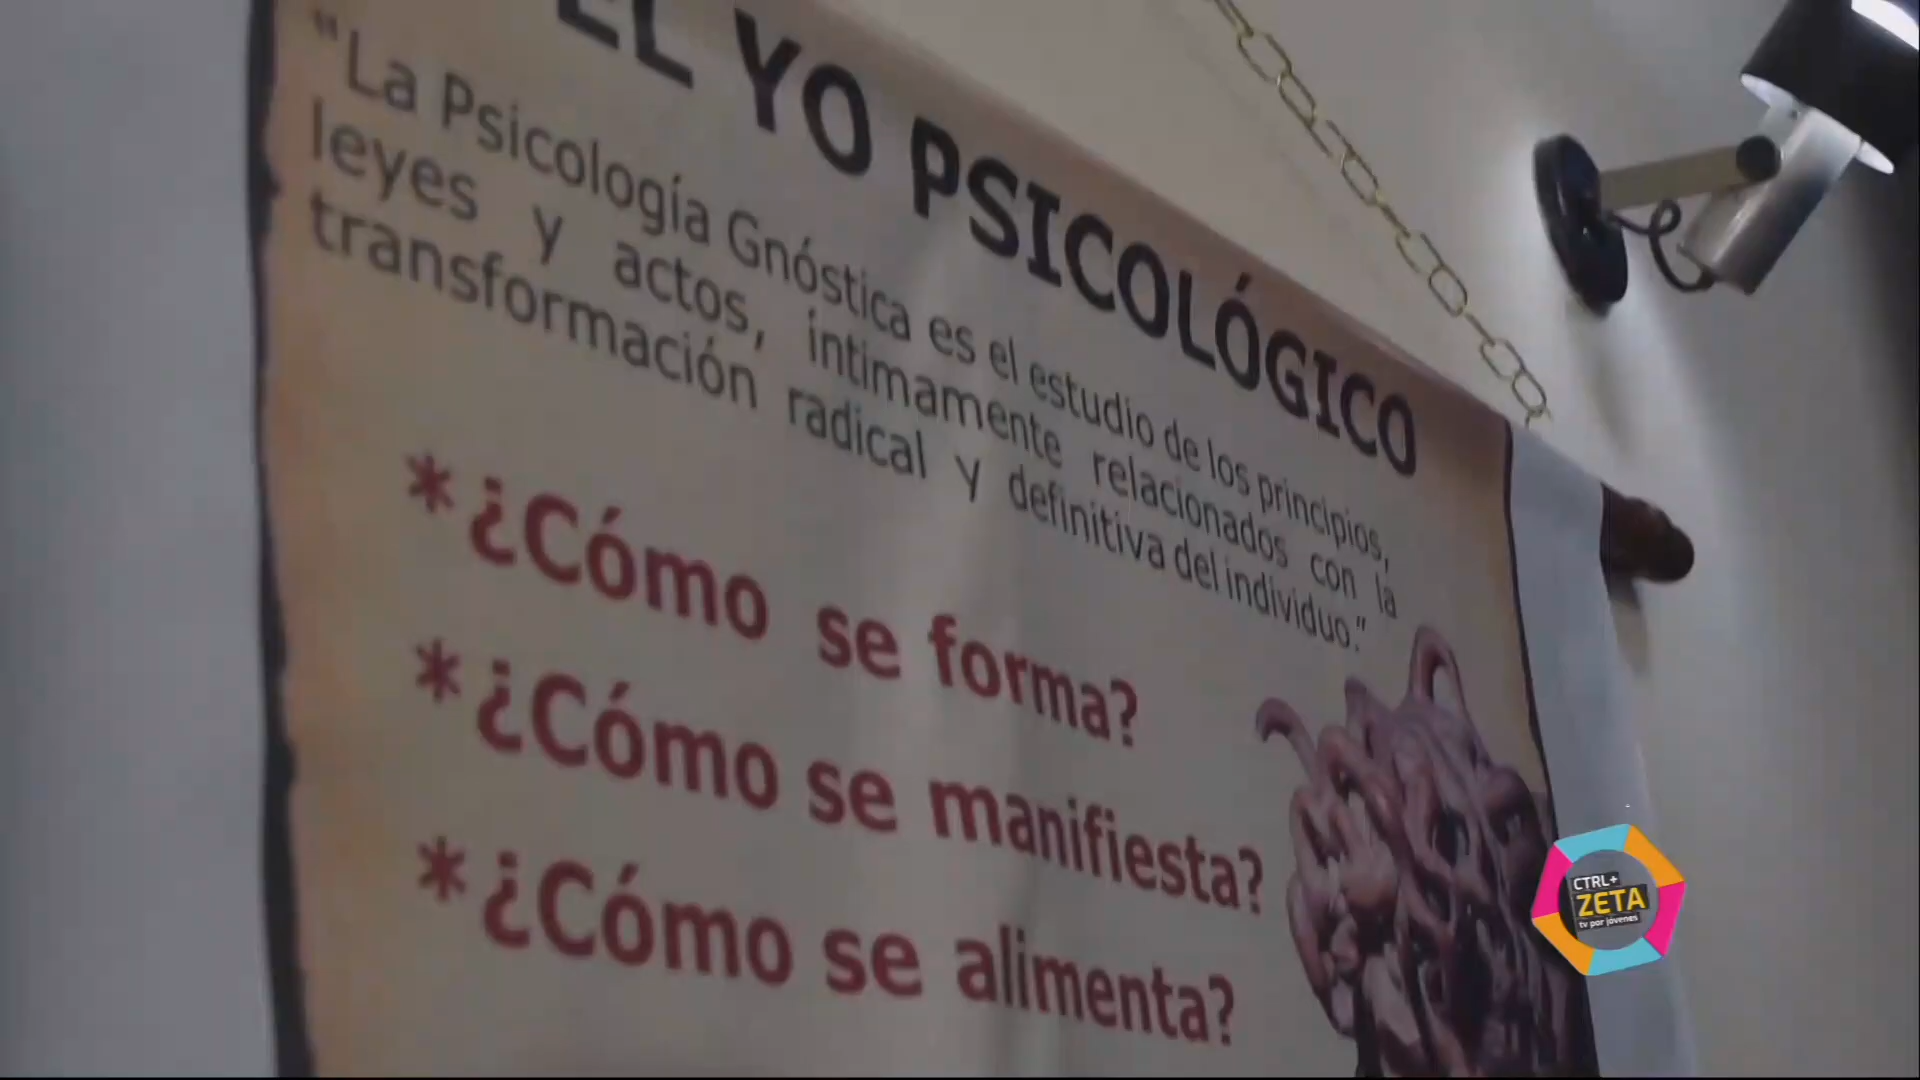 EL YO PSICOLÓGICO
"La Psicología Gnóstica es el estudio de los principios,
leyes y actos, íntimamente relacionados con la
transformación radical y definitiva del individuo."
*¿Cómo se forma?
*¿Cómo se manifiesta?
*¿Cómo se alimenta?
CTRL+
ZETA
tv por jóvenes